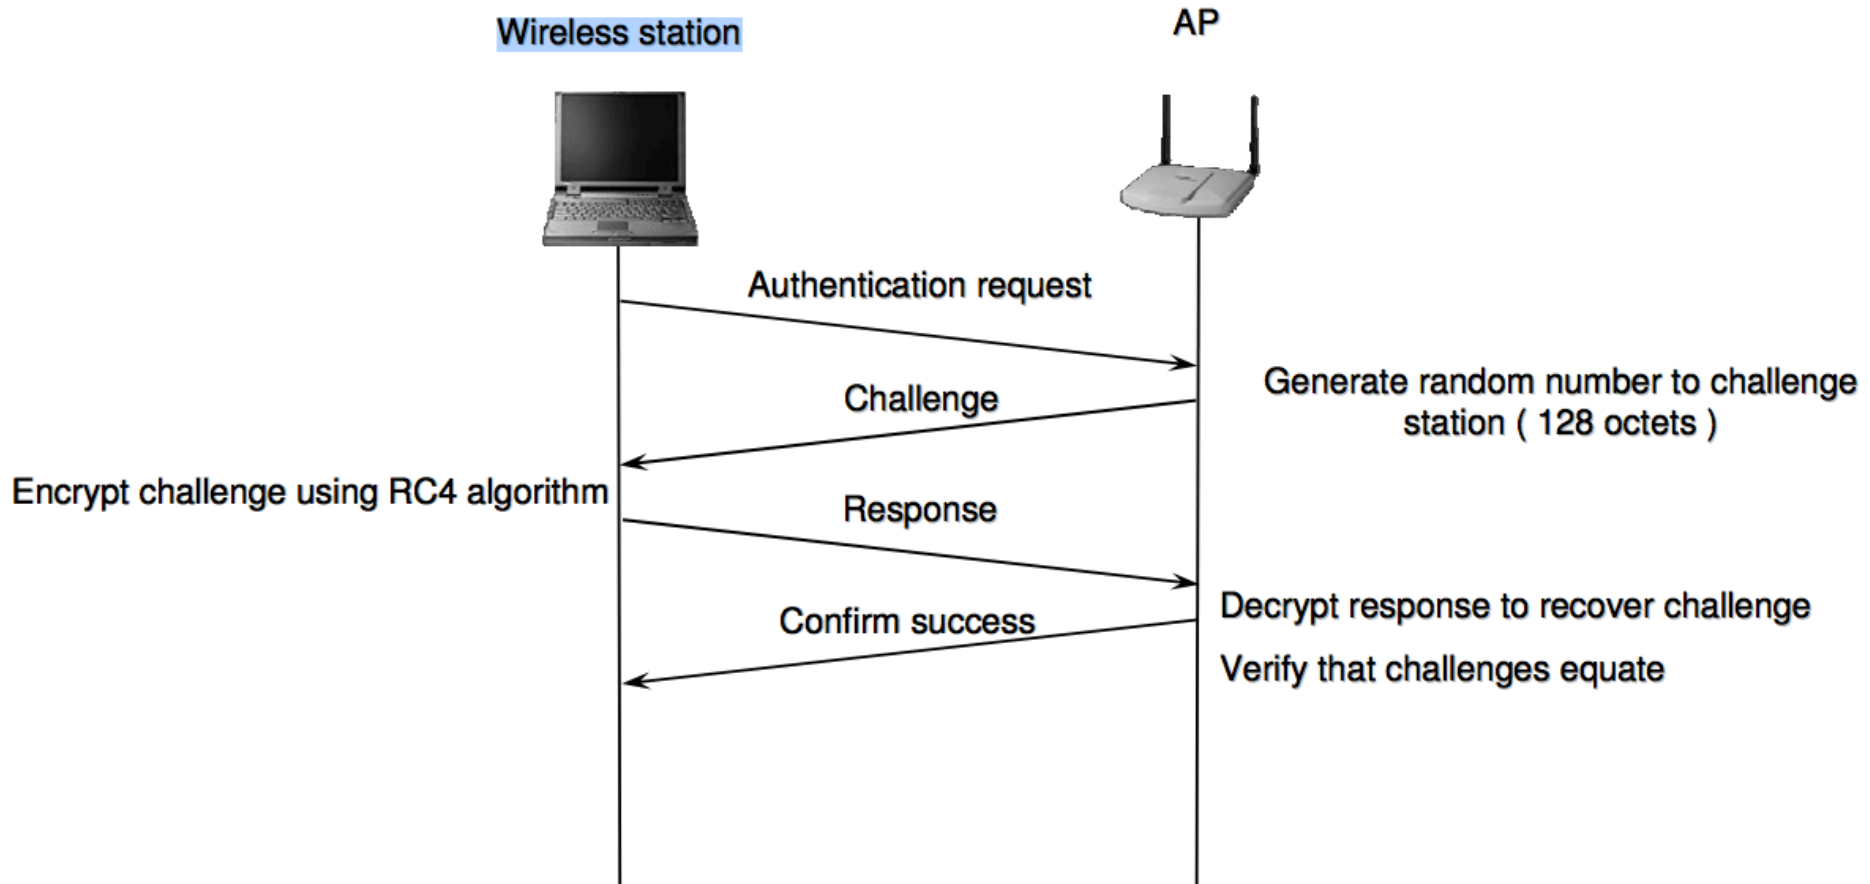 Wireless station
AP
Authentication request
Generate random number to challenge
station ( 128 octets )
Challenge
Encrypt challenge using RC4 algorithm
Response
Decrypt response to recover challenge
Confirm success
Verify that challenges equate